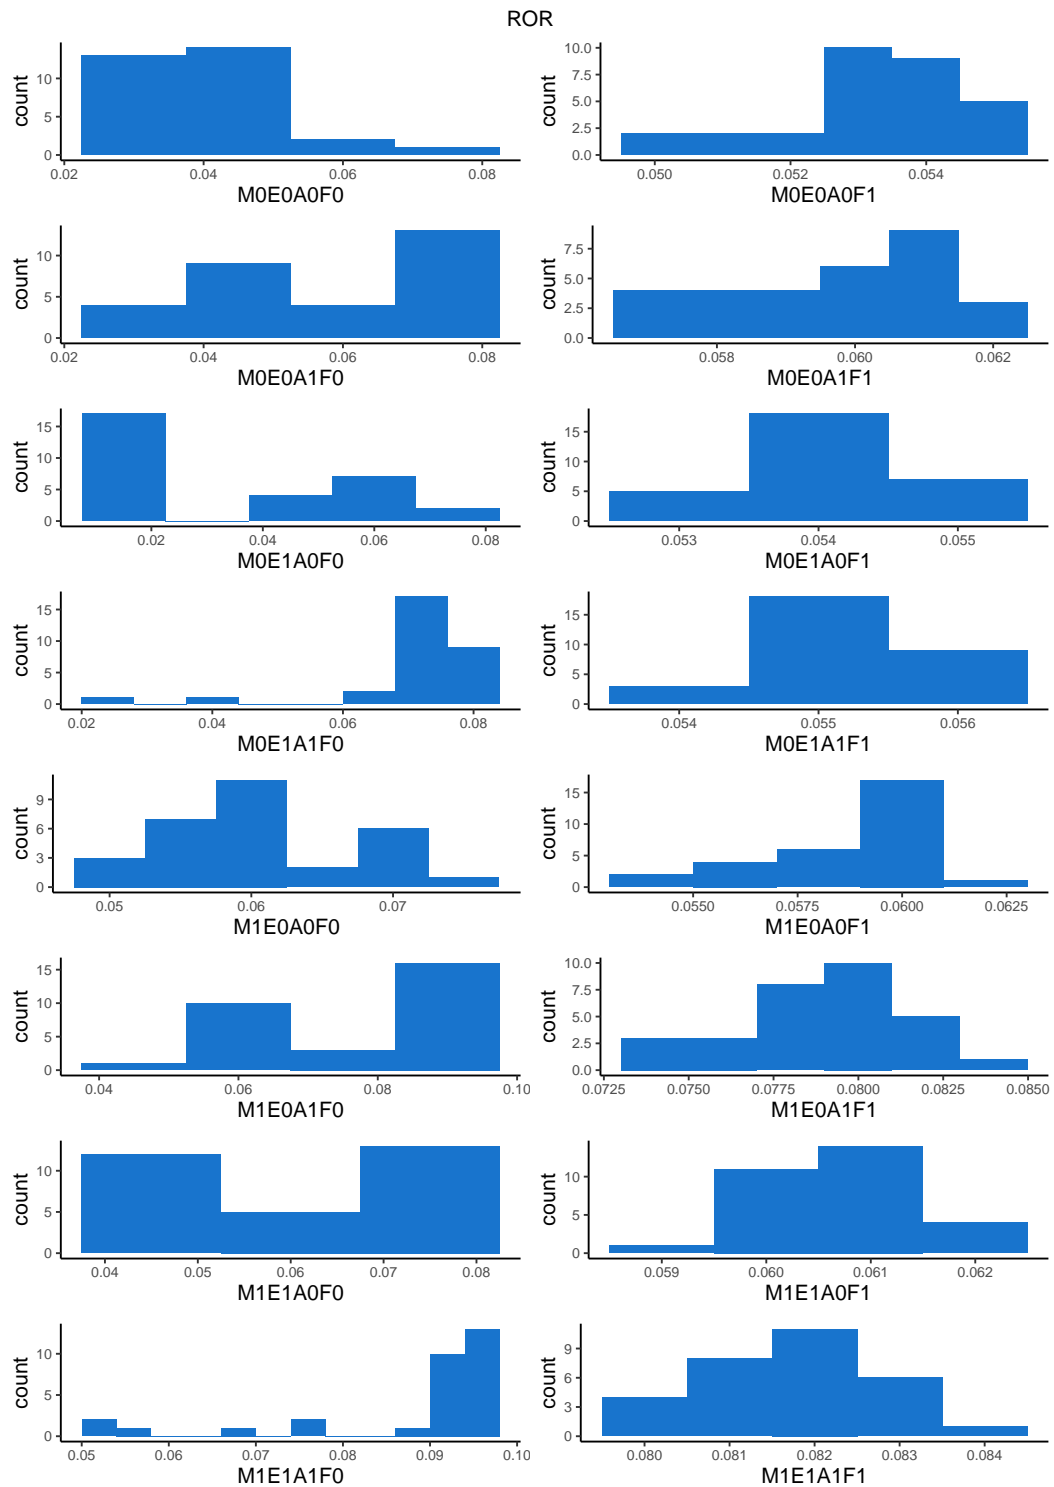 ROR
count
10
5
0
0.02 0.04 0.06 0.08
M0E0A0F0
count
10.0
7.5
5.0
2.5
0.0
0.050 0.052 0.054
M0E0A0F1
count
10
5
0
0.02 0.04 0.06 0.08
M0E0A1F0
count
7.5
5.0
2.5
0.0
0.058 0.060 0.062
M0E0A1F1
count
15
10
5
0
0.02 0.04 0.06 0.08
M0E1A0F0
count
15
10
5
0
0.053 0.054 0.055
M0E1A0F1
count
15
10
5
0
0.02 0.04 0.06 0.08
M0E1A1F0
count
15
10
5
0
0.054 0.055 0.056
M0E1A1F1
count
9
6
3
0
0.05 0.06 0.07
M1E0A0F0
count
15
10
5
0
0.0550 0.0575 0.0600 0.0625
M1E0A0F1
count
15
10
5
0
0.04 0.06 0.08 0.10
M1E0A1F0
count
10.0
7.5
5.0
2.5
0.0
0.0725 0.0750 0.0775 0.0800 0.0825 0.0850
M1E0A1F1
count
10
5
0
0.04 0.05 0.06 0.07 0.08
M1E1A0F0
count
10
5
0
0.059 0.060 0.061 0.062
M1E1A0F1
count
10
5
0
0.05 0.06 0.07 0.08 0.09 0.10
M1E1A1F0
count
9
6
3
0
0.080 0.081 0.082 0.083 0.084
M1E1A1F1